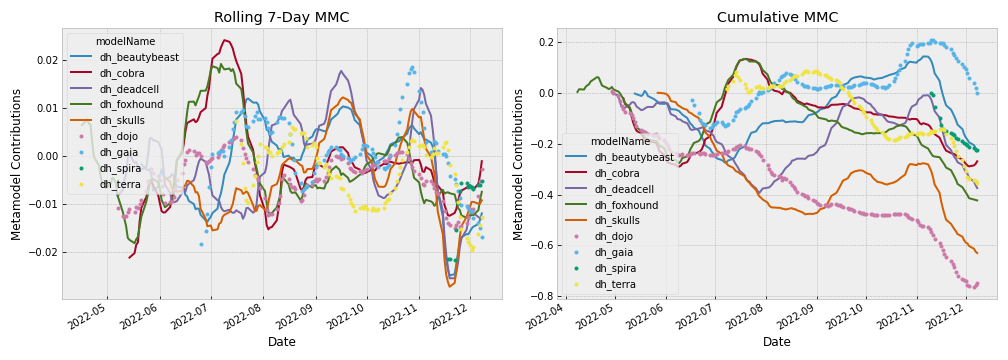 Rolling 7-Day MMC
Metamodel Contributions
0.02
0.01
0.00
−0.01
−0.02
modelName
dh_beautybeast
dh_cobra
dh_deadcell
dh_foxhound
dh_skulls
dh_dojo
dh_gaia
dh_spira
dh_terra
2022-05
2022-06
2022-07
2022-08
2022-09
2022-10
2022-11
2022-12
Date
Cumulative MMC
Metamodel Contributions
0.2
0.0
−0.2
−0.4
−0.6
−0.8
modelName
dh_beautybeast
dh_cobra
dh_deadcell
dh_foxhound
dh_skulls
dh_dojo
dh_gaia
dh_spira
dh_terra
2022-04
2022-05
2022-06
2022-07
2022-08
2022-09
2022-10
2022-11
2022-12
Date